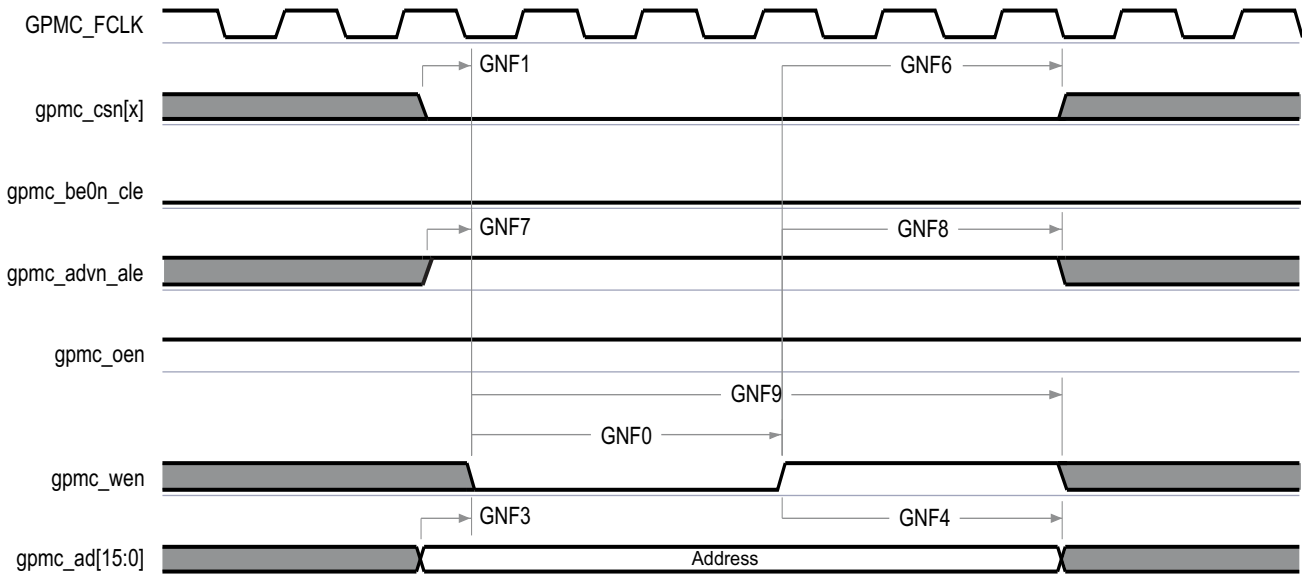 GPMC_FCLK
GNF1
GNF6
gpmc_csn[x]
gpmc_be0n_cle
GNF7
GNF8
gpmc_advn_ale
gpmc_oen
GNF9
GNF0
gpmc_wen
GNF3
GNF4
gpmc_ad[15:0]
Address